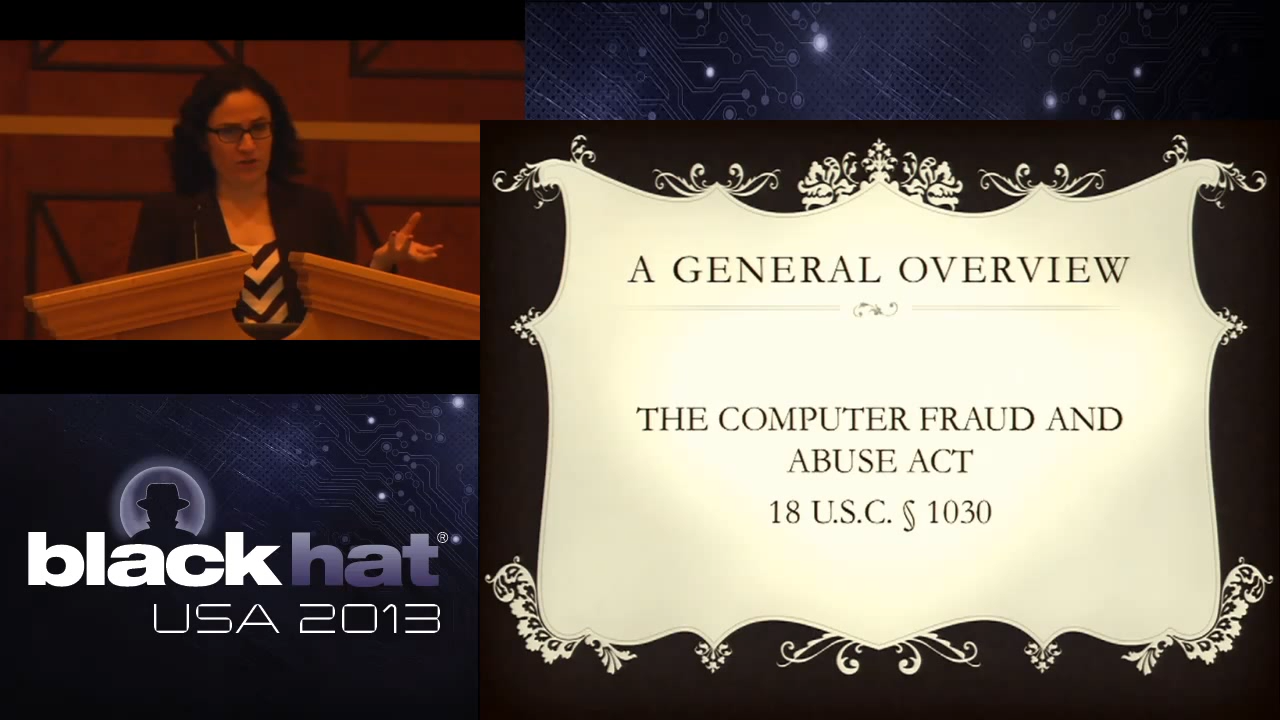 A GENERAL OVERVIEW
THE COMPUTER FRAUD AND
ABUSE ACT
18 U.S.C. § 1030
black hat®
USA 2013